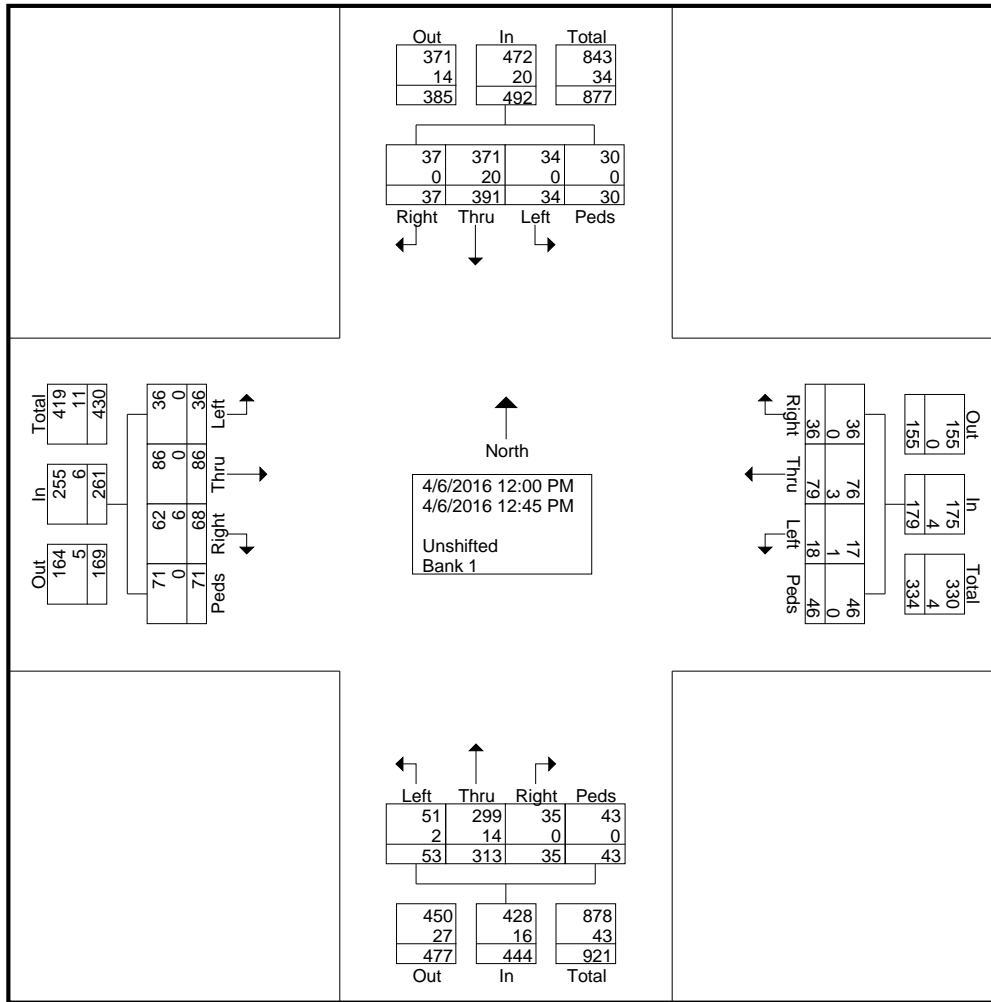 Out In Total
371 472 843
14 20 34
385 492 877
37 371 34 30
0 20 0 0
37 391 34 30
Right Thru Left Peds
Total
419
11
430
In
255
6
261
Out
164
5
169
36 0 36 Left
86 0 86 Thru
62 6 68 Right
71 0 71 Peds
North
4/6/2016 12:00 PM
4/6/2016 12:45 PM
Unshifted
Bank 1
Right 36 0 36
Thru 76 3 79
Left 17 1 18
Peds 46 0 46
Out
155
0
155
In
175
4
179
Total
330
4
334
Left Thru Right Peds
51 299 35 43
2 14 0 0
53 313 35 43
450 428 878
27 16 43
477 444 921
Out In Total